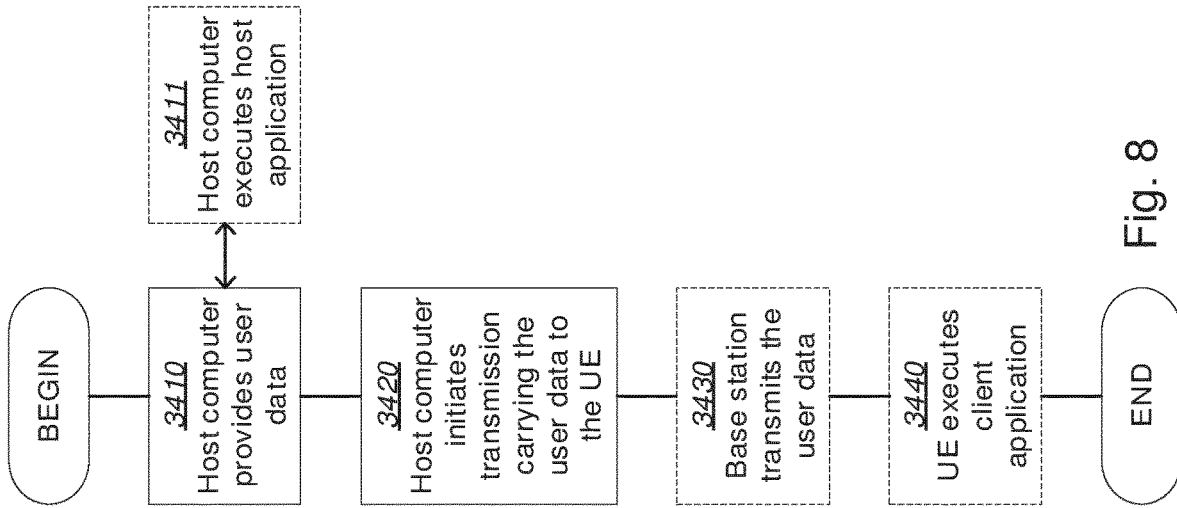 BEGIN
3410
Host computer
provides user
data
3411
Host computer
executes host
application
3420
Host computer
initiates
transmission
carrying the
user data to
the UE
3430
Base station
transmits the
user data
3440
UE executes
client
application
END
Fig. 8